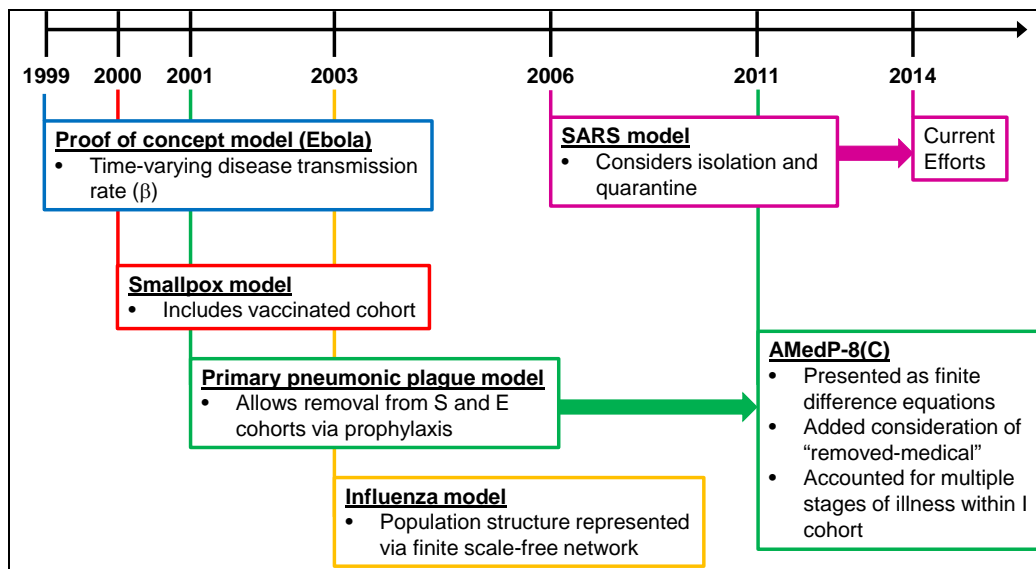 1999 2000 2001 2003 2006 2011 2014
Proof of concept model (Ebola)
• Time-varying disease transmission
rate (β)
SARS model
• Considers isolation and
quarantine
Current
Efforts
Smallpox model
• Includes vaccinated cohort
Primary pneumonic plague model
• Allows removal from S and E
cohorts via prophylaxis
AMedP-8(C)
• Presented as finite
difference equations
• Added consideration of
“removed-medical”
• Accounted for multiple
stages of illness within I
cohort
Influenza model
• Population structure represented
via finite scale-free network